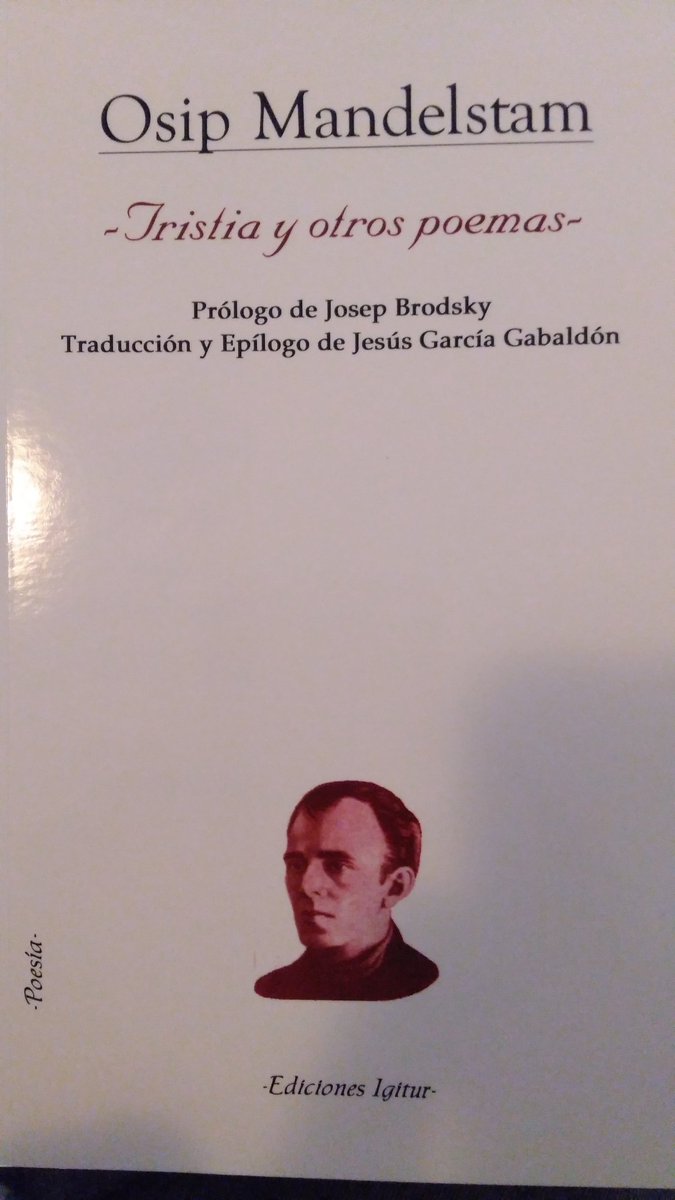 Osip Mandelstam
-Tristia y otros poemas-
Prólogo de Josep Brodsky
Traducción y Epílogo de Jesús García Gabaldón
-Poesía-
-Ediciones Igitur-